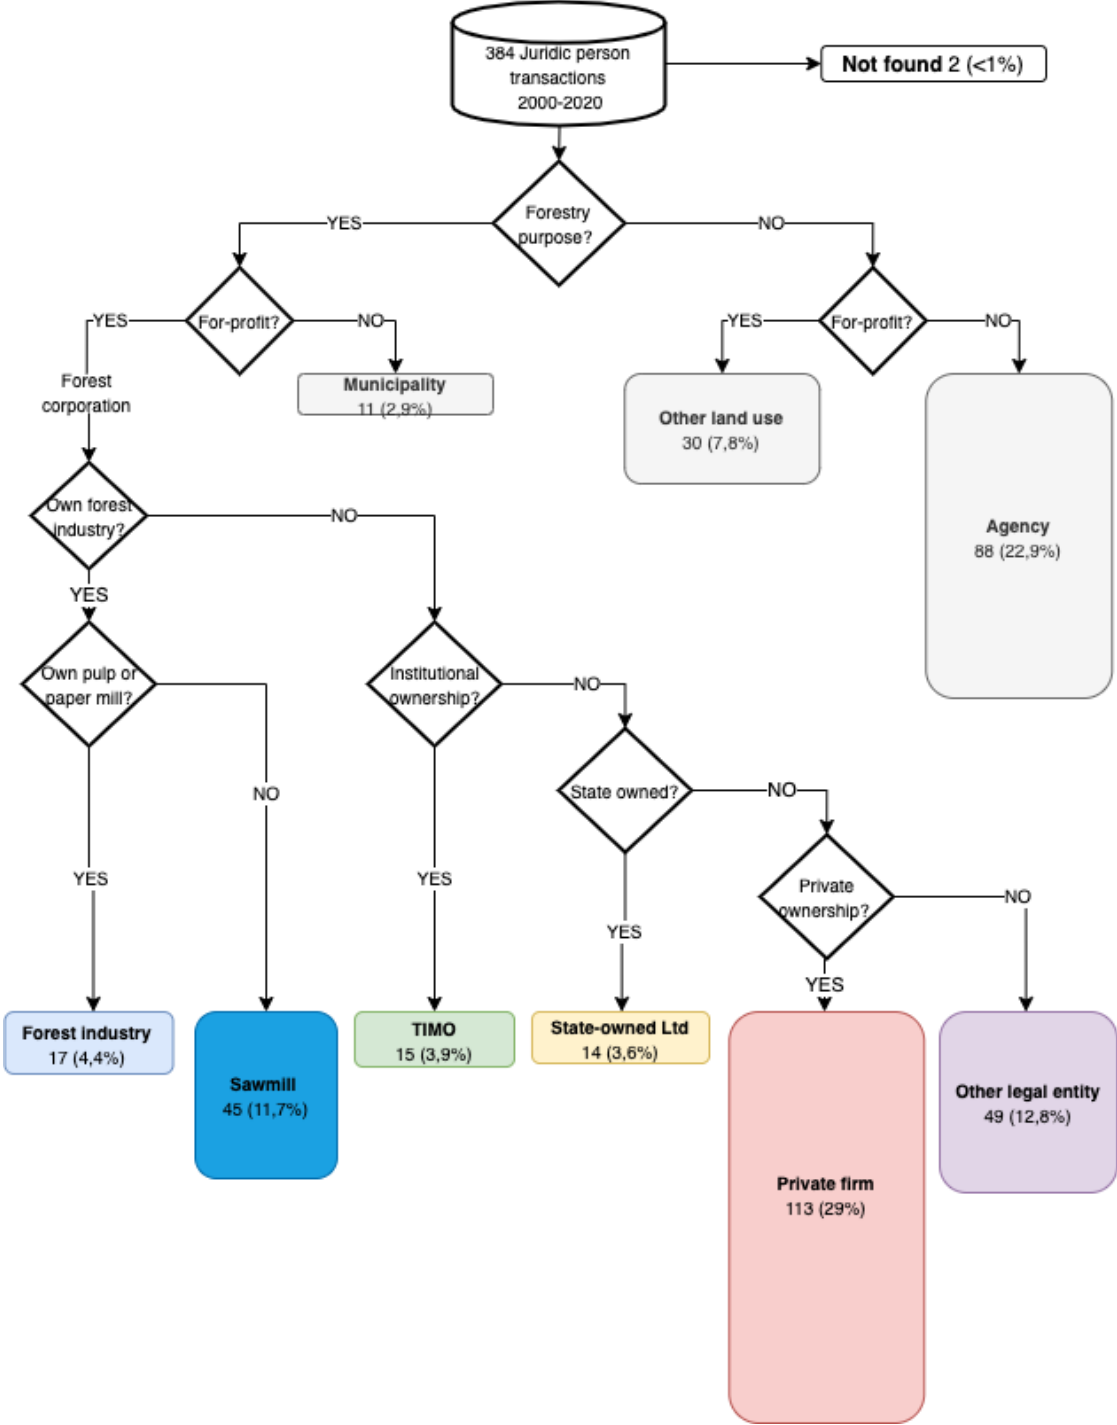 384 Juridic person
transactions
2000-2020
Not found 2 (<1%)
Forestry
purpose?
YES
NO
For-profit?
For-profit?
YES
NO
YES
NO
Forest
corporation
Municipality
11 (2,9%)
Other land use
30 (7,8%)
Agency
88 (22,9%)
Own forest
industry?
NO
YES
Own pulp or
paper mill?
Institutional
ownership?
NO
NO
State owned?
NO
YES
YES
Private
ownership?
NO
YES
YES
Forest industry
17 (4,4%)
Sawmill
45 (11,7%)
TIMO
15 (3,9%)
State-owned Ltd
14 (3,6%)
Private firm
113 (29%)
Other legal entity
49 (12,8%)